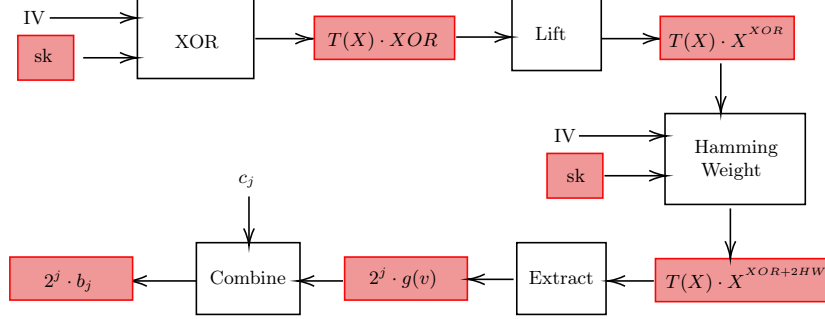 IV
sk
XOR
T(X) · XOR
Lift
T(X) · X^{XOR}
IV
sk
Hamming
Weight
c_j
2^j · b_j
Combine
2^j · g(v)
Extract
T(X) · X^{XOR+2HW}